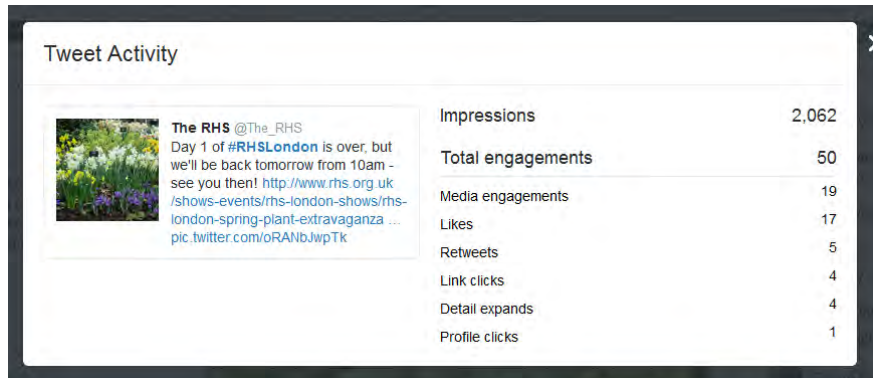 Tweet Activity
The RHS @The_RHS
Day 1 of #RHSLondon is over, but
we'll be back tomorrow from 10am -
see you then! http://www.rhs.org.uk
/shows-events/rhs-london-shows/rhs-
london-spring-plant-extravaganza ...
pic.twitter.com/oRANbJwpTk
Impressions 2,062
Total engagements 50
Media engagements 19
Likes 17
Retweets 5
Link clicks 4
Detail expands 4
Profile clicks 1